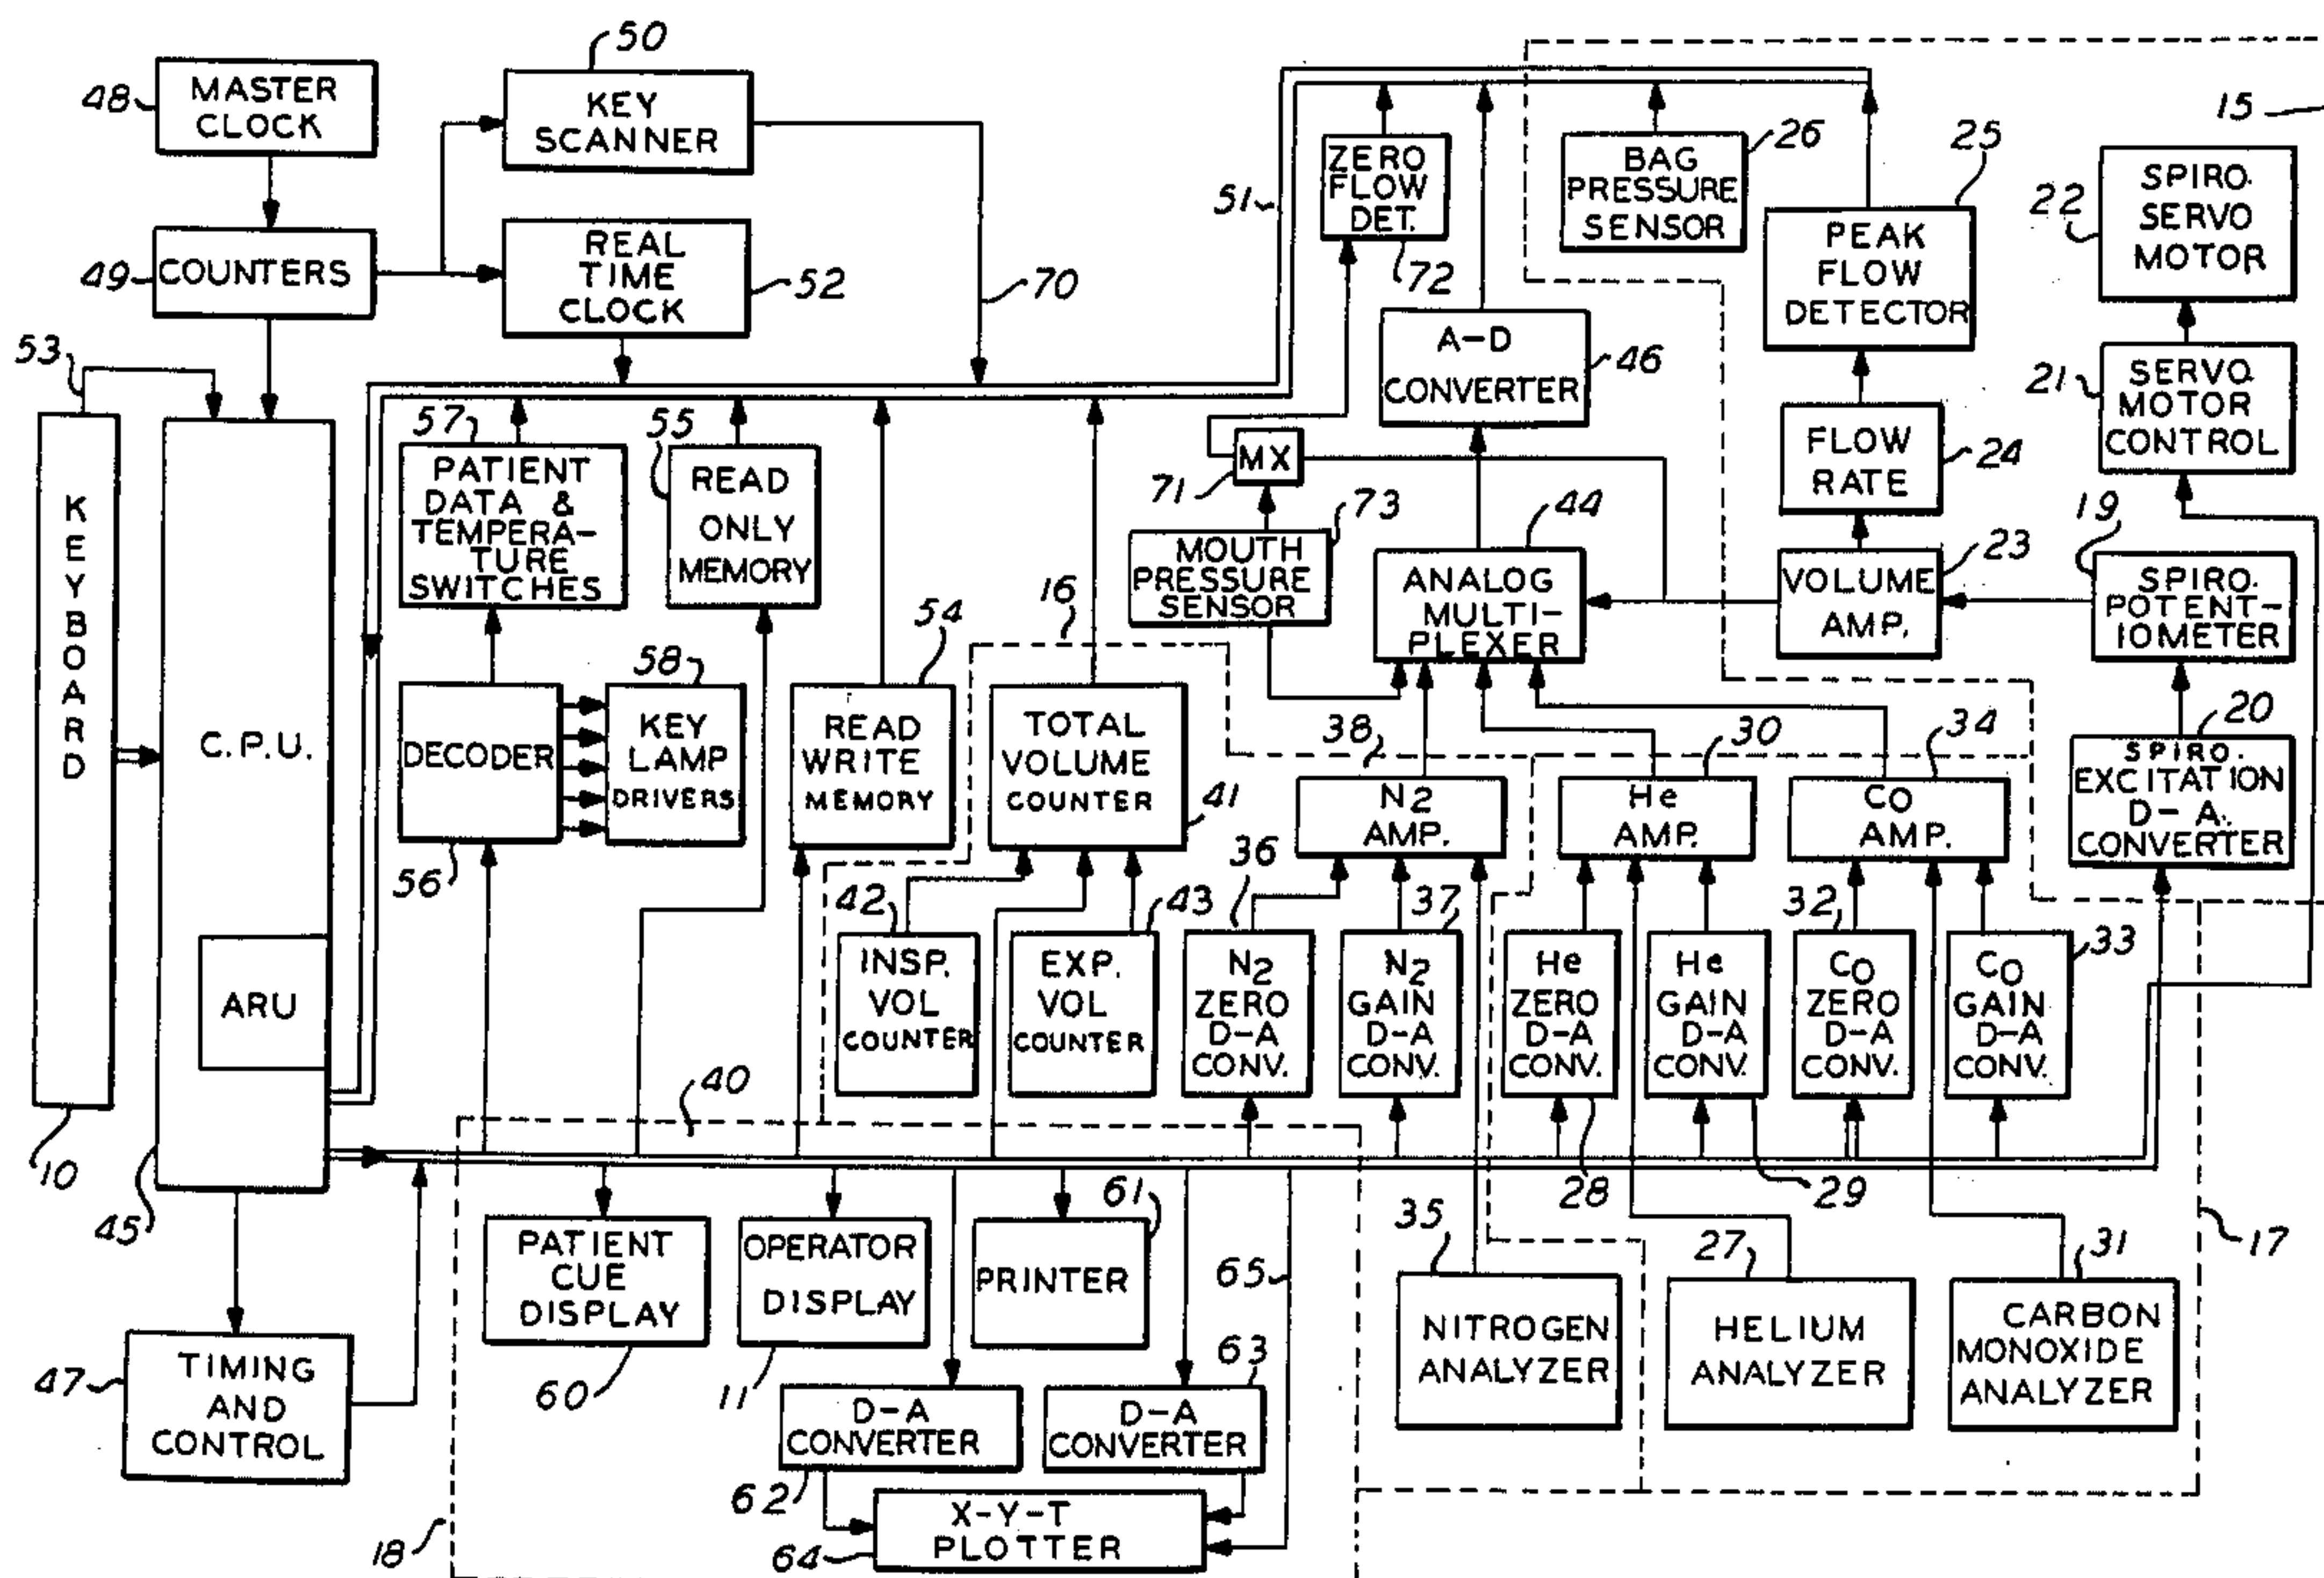 50
48
MASTER
CLOCK
KEY
SCANNER
15
26
25
ZERO
FLOW
DET.
BAG
PRESSURE
SENSOR
SPIRO.
SERVO
MOTOR
22
51
49
COUNTERS
REAL
TIME
CLOCK
52
70
72
PEAK
FLOW
DETECTOR
53
A-D
CONVERTER
46
21
SERVO
MOTOR
CONTROL
57
PATIENT
DATA &
TEMPERA-
TURE
SWITCHES
55
READ
ONLY
MEMORY
MX
71
FLOW
RATE
24
KEYBOARD
73
44
19
MOUTH
PRESSURE
SENSOR
ANALOG
MULTI-
PLEXER
VOLUME
AMP.
23
SPIRO.
POTENT-
IOMETER
16
54
58
C.P.U.
DECODER
KEY
LAMP
DRIVERS
READ
WRITE
MEMORY
TOTAL
VOLUME
COUNTER
41
38
30
34
20
N2
AMP.
He
AMP.
CO
AMP.
SPIRO.
EXCITATION
D-A.
CONVERTER
56
42
43
36
37
32
33
INSP.
VOL
COUNTER
EXP.
VOL
COUNTER
N2
ZERO
D-A
CONV.
N2
GAIN
D-A
CONV.
He
ZERO
D-A
CONV.
He
GAIN
D-A
CONV.
CO
ZERO
D-A
CONV.
CO
GAIN
D-A
CONV.
ARU
40
10
45
28
29
61
35
27
31
17
PATIENT
CUE
DISPLAY
OPERATOR
DISPLAY
PRINTER
65
60
11
NITROGEN
ANALYZER
HELIUM
ANALYZER
CARBON
MONOXIDE
ANALYZER
47
TIMING
AND
CONTROL
63
D-A
CONVERTER
D-A
CONVERTER
62
X-Y-T
PLOTTER
64
18